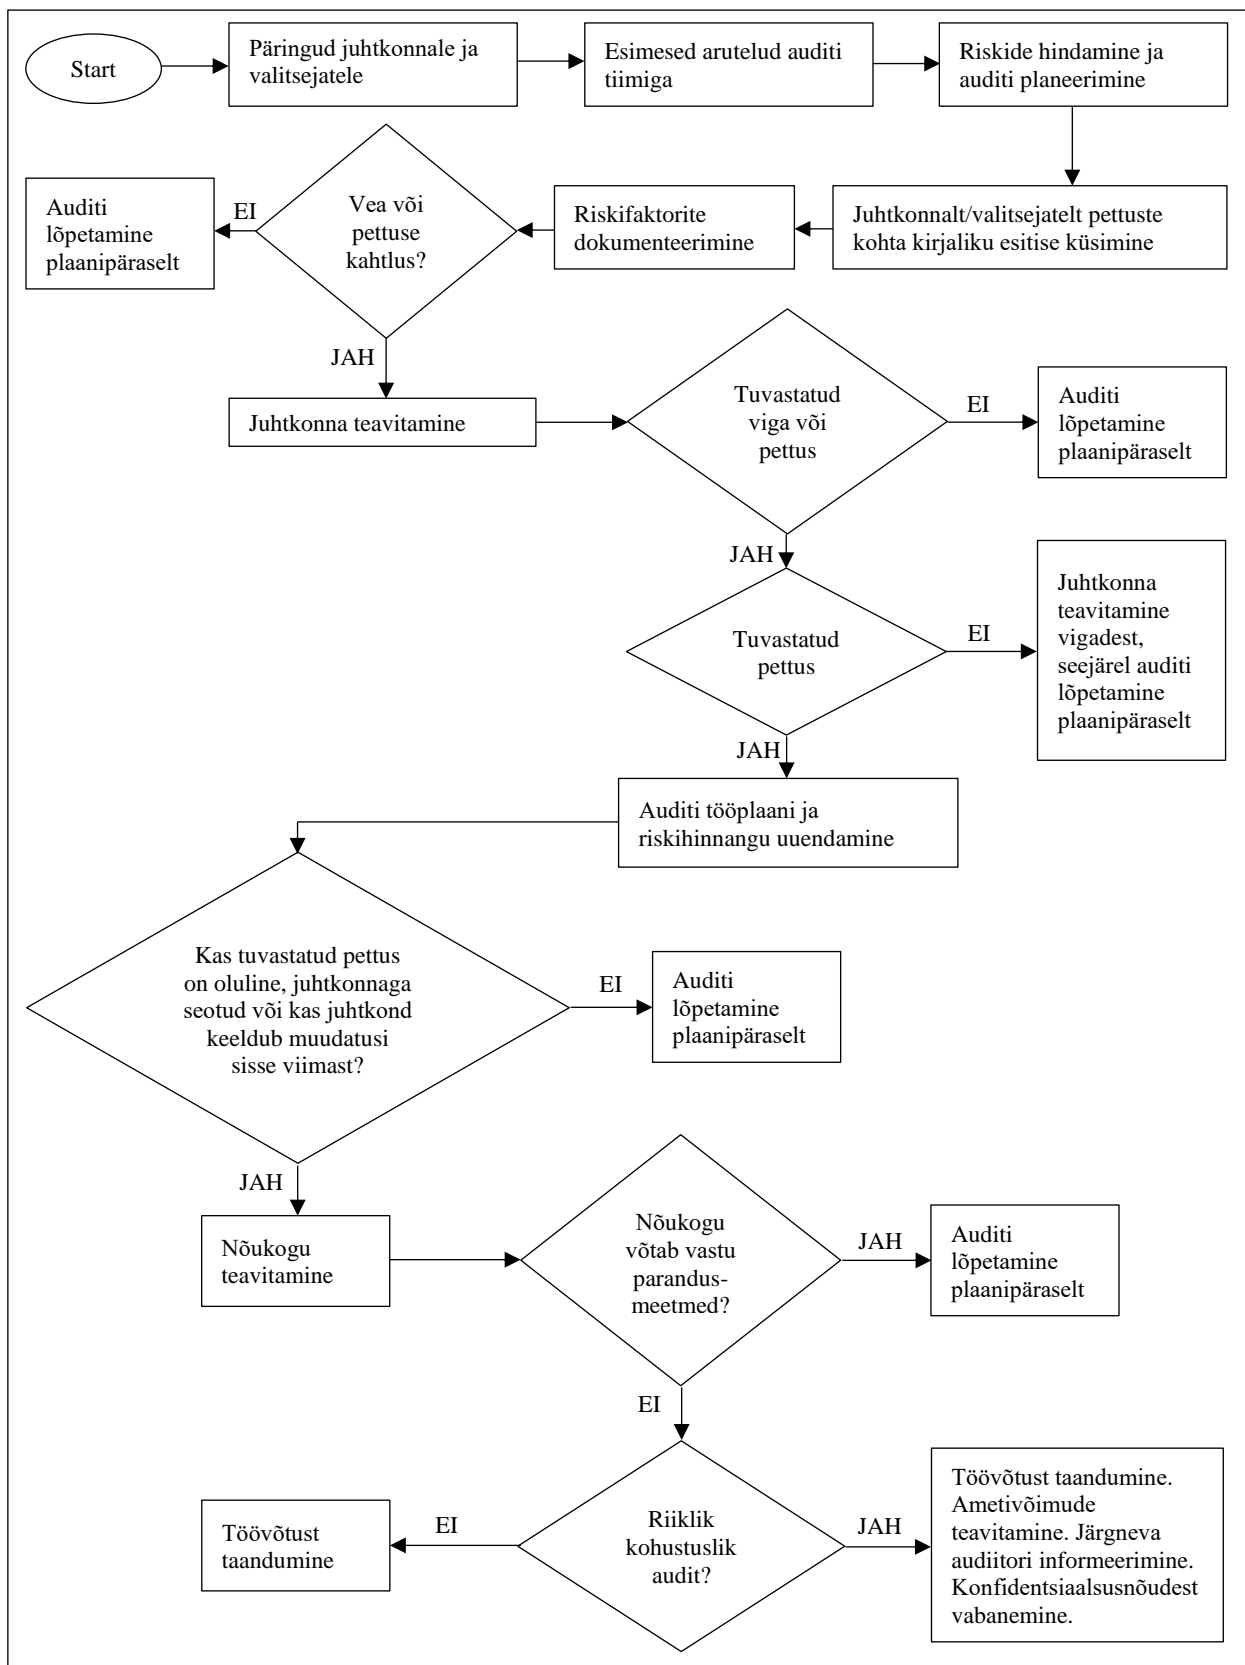 Start
Päringud juhtkonnale ja
valitsejatele
Esimesed arutelud auditi
tiimiga
Riskide hindamine ja
auditi planeerimine
Auditi
lõpetamine
plaanipäraselt
EI
Vea või
pettuse
kahtlus?
Riskifaktorite
dokumenteerimine
Juhtkonnalt/valitsejatelt pettuste
kohta kirjaliku esitise küsimine
JAH
Juhtkonna teavitamine
Tuvastatud
viga või
pettus
EI
Auditi
lõpetamine
plaanipäraselt
JAH
Tuvastatud
pettus
EI
Juhtkonna
teavitamine
vigadest,
seejärel auditi
lõpetamine
plaanipäraselt
JAH
Auditi tööplaani ja
riskihinnangu uuendamine
Kas tuvastatud pettus
on oluline, juhtkonnaga
seotud või kas juhtkond
keeldub muudatusi
sisse viimast?
EI
Auditi
lõpetamine
plaanipäraselt
JAH
Nõukogu
teavitamine
Nõukogu
võtab vastu
parandus-
meetmed?
JAH
Auditi
lõpetamine
plaanipäraselt
EI
Töövõtust
taandumine
EI
Riiklik
kohustuslik
audit?
JAH
Töövõtust taandumine.
Ametivõimude
teavitamine. Järgneva
audiitori informeerimine.
Konfidentsiaalsusnõudest
vabanemine.